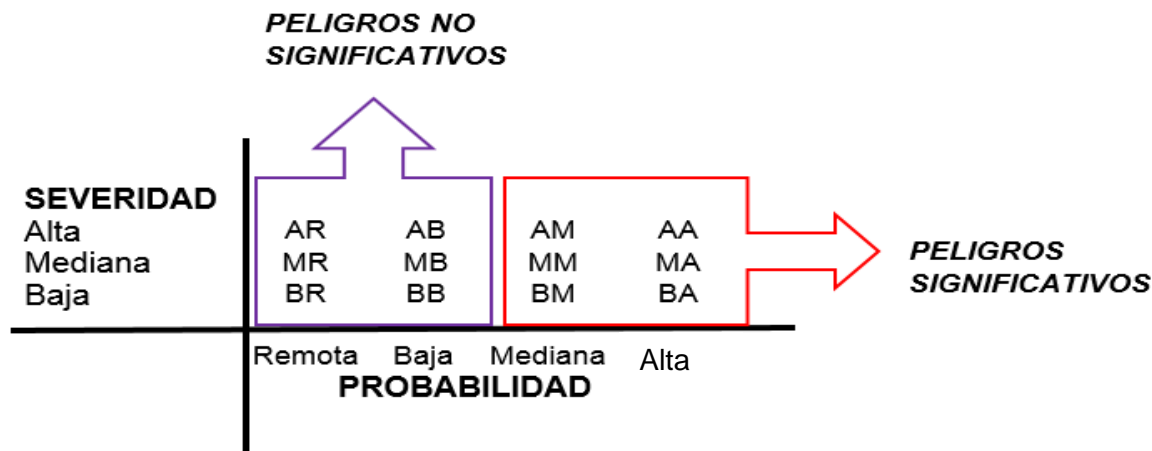 PELIGROS NO
SIGNIFICATIVOS
SEVERIDAD
Alta AR AB AM AA
Mediana MR MB MM MA
Baja BR BB BM BA
PELIGROS
SIGNIFICATIVOS
Remota Baja Mediana Alta
PROBABILIDAD